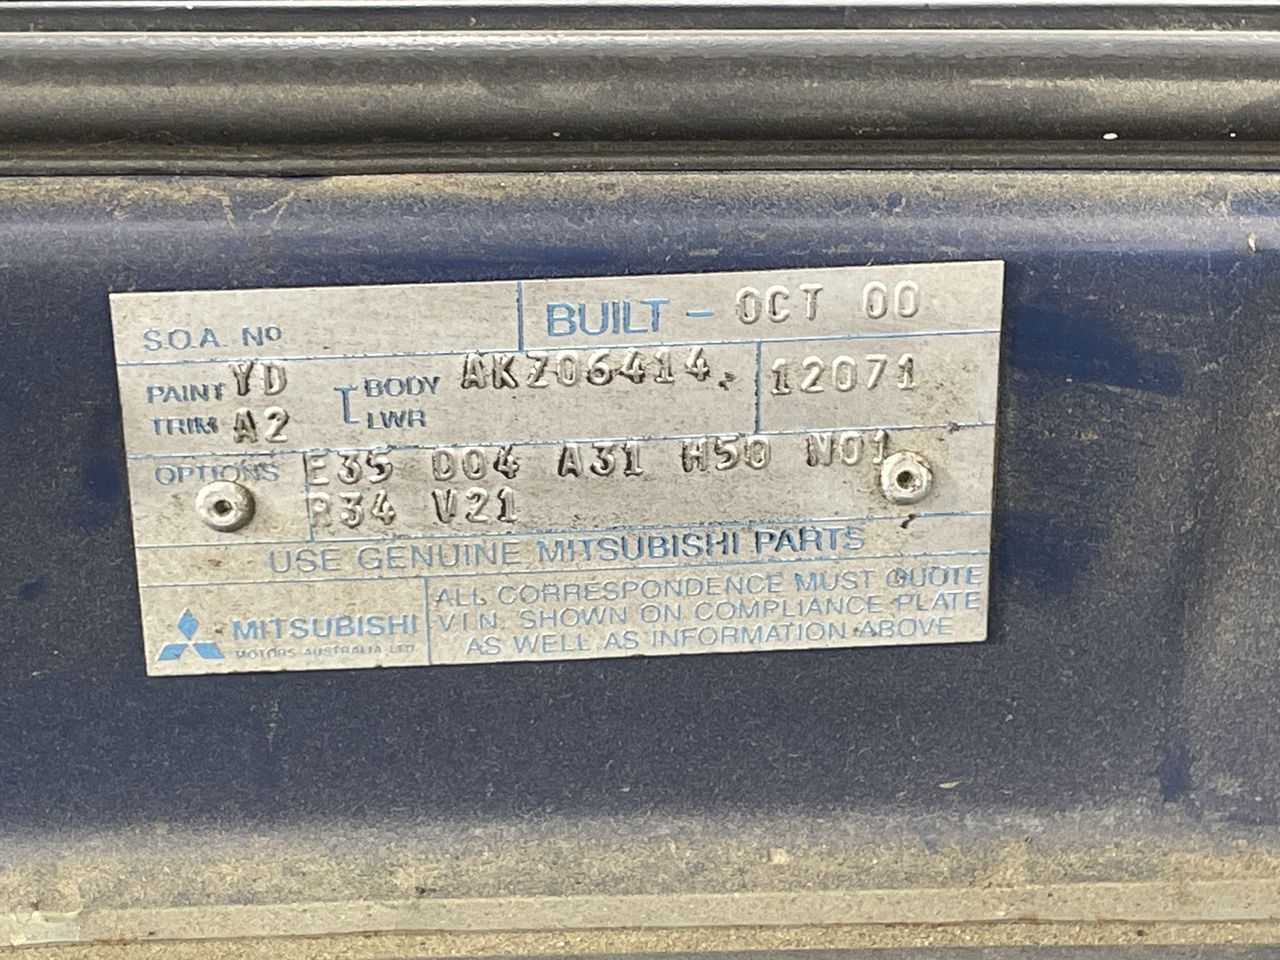 S.O.A. No BUILT - OCT 00
PAINT YD BODY AKZ06414. 12071
TRIM A2 LWR
OPTIONS E35 D04 A31 H50 N01
R34 V21
USE GENUINE MITSUBISHI PARTS
MITSUBISHI
MOTORS AUSTRALIA LTD.
ALL CORRESPONDENCE MUST QUOTE
V.I.N. SHOWN ON COMPLIANCE PLATE
AS WELL AS INFORMATION ABOVE